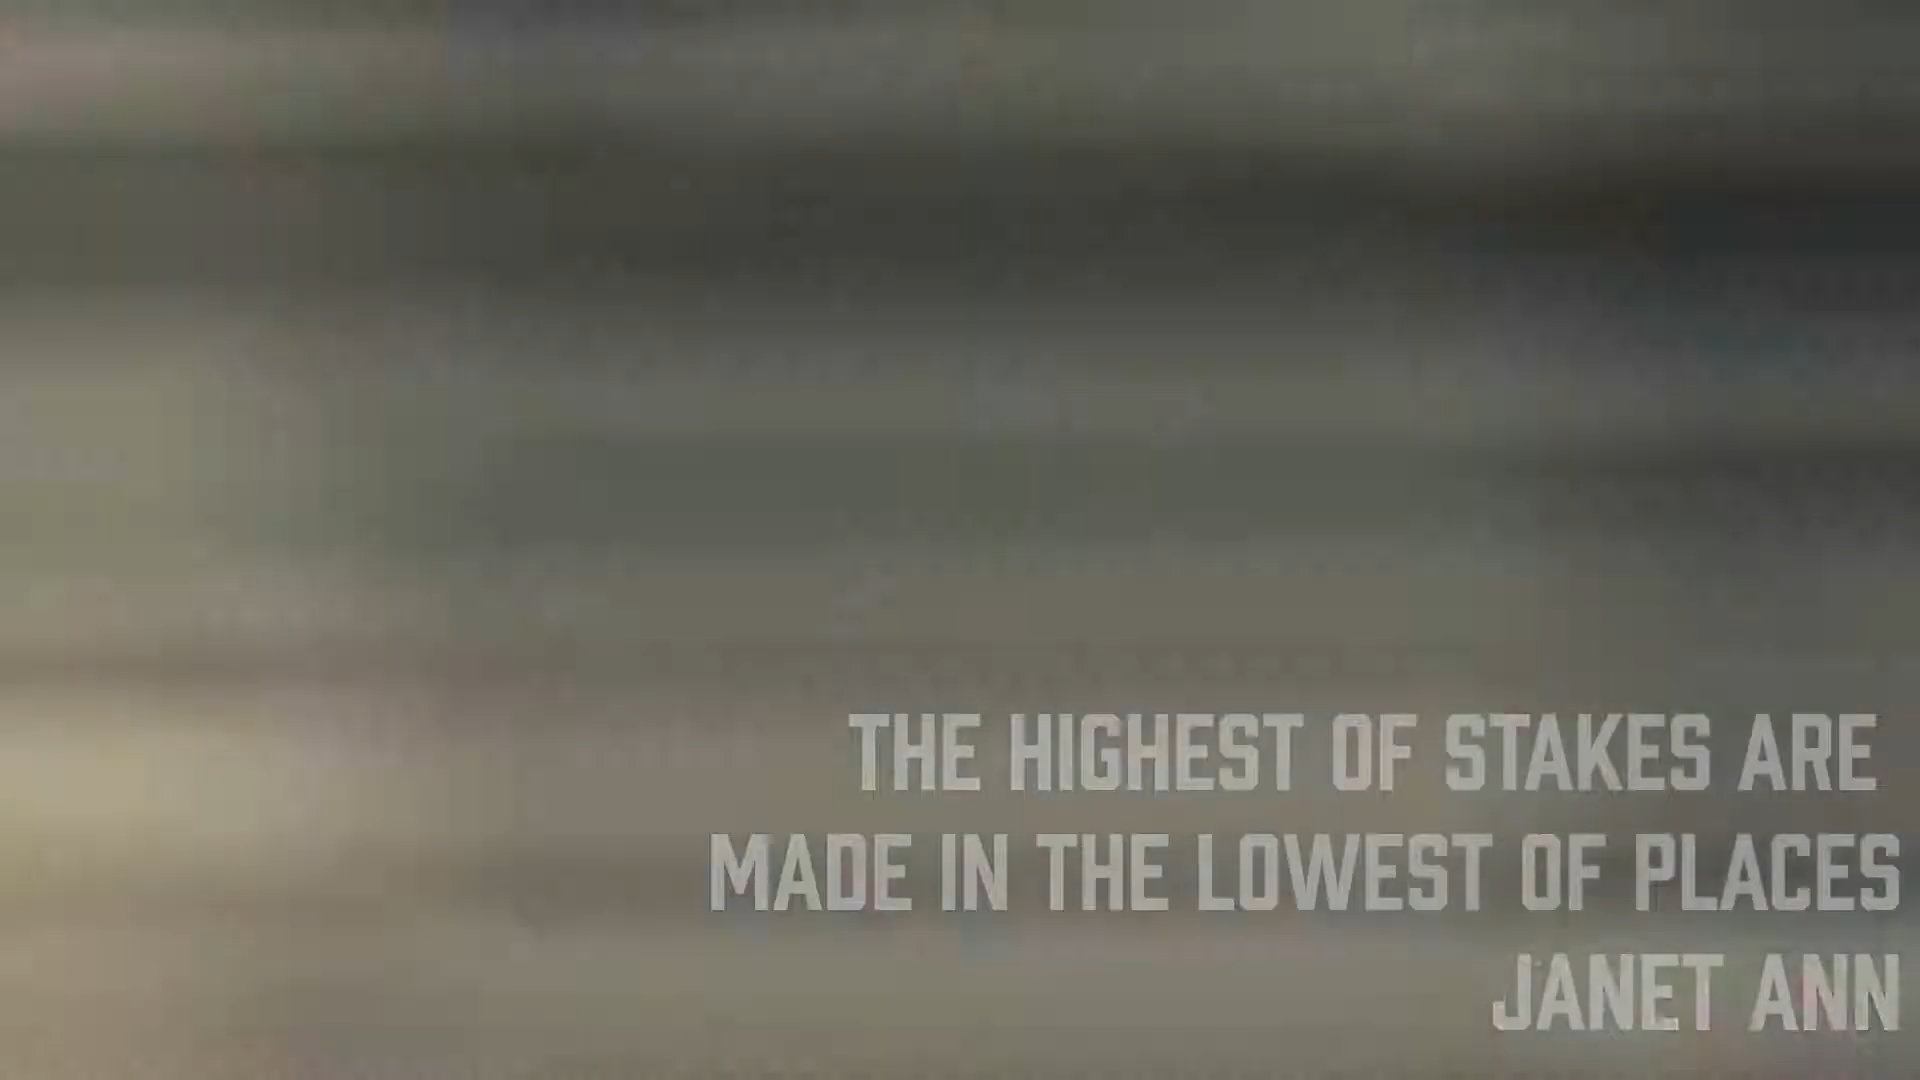 THE HIGHEST OF STAKES ARE
MADE IN THE LOWEST OF PLACES
JANET ANN